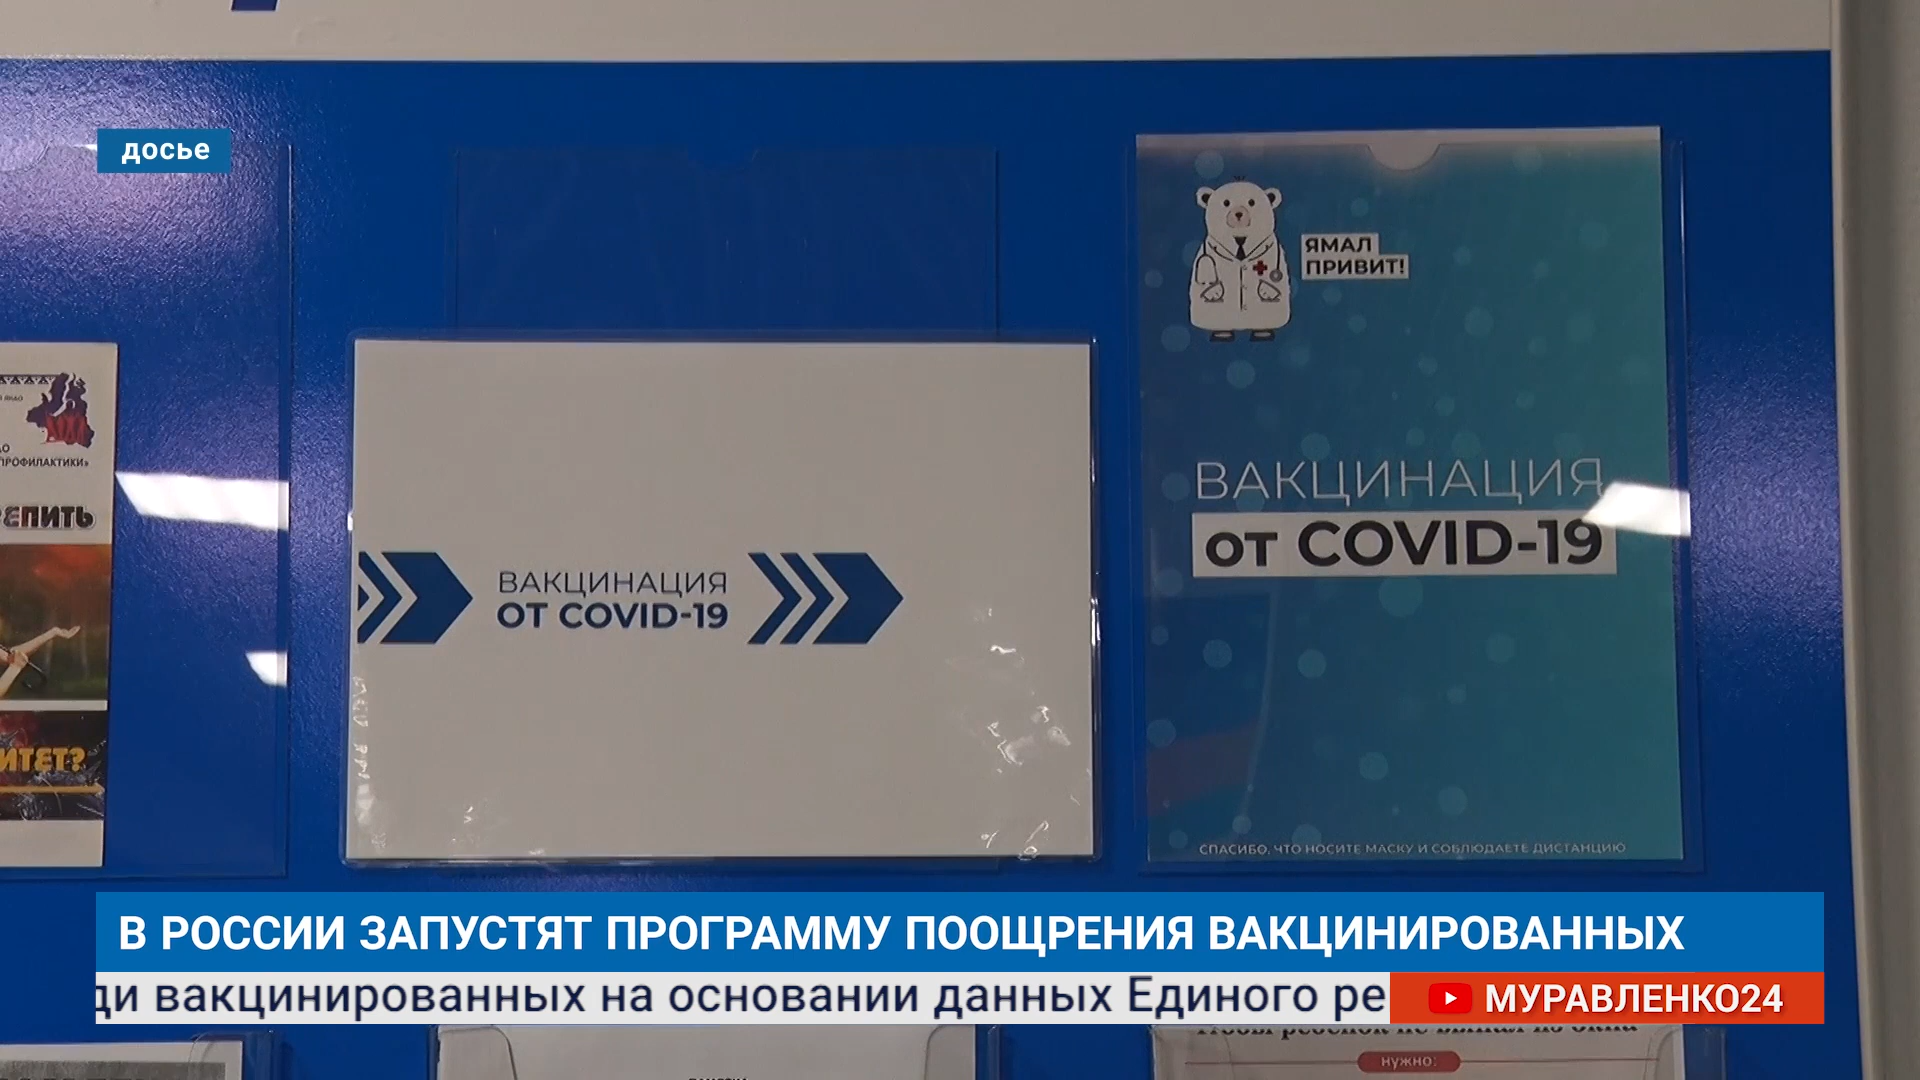 досье
ЯМАЛ
ПРИВИТ!
ПРОФИЛАКТИКИ»
ВАКЦИНАЦИЯ
ОТ COVID-19
ВАКЦИНАЦИЯ
от COVID-19
ИТЕТ?
СПАСИБО, ЧТО НОСИТЕ МАСКУ И СОБЛЮДАЕТЕ ДИСТАНЦИЮ
В РОССИИ ЗАПУСТЯТ ПРОГРАММУ ПООЩРЕНИЯ ВАКЦИНИРОВАННЫХ
ди вакцинированных на основании данных Единого ре
МУРАВЛЕНКО24
нужно: